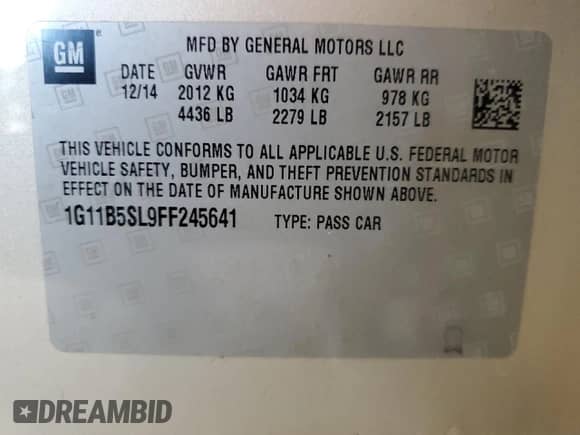 GM
MFD BY GENERAL MOTORS LLC
DATE GVWR GAWR FRT GAWR RR
12/14 2012 KG 1034 KG 978 KG
4436 LB 2279 LB 2157 LB
THIS VEHICLE CONFORMS TO ALL APPLICABLE U.S. FEDERAL MOTOR
VEHICLE SAFETY, BUMPER, AND THEFT PREVENTION STANDARDS IN
EFFECT ON THE DATE OF MANUFACTURE SHOWN ABOVE.
1G11B5SL9FF245641 TYPE: PASS CAR
DREAMBID